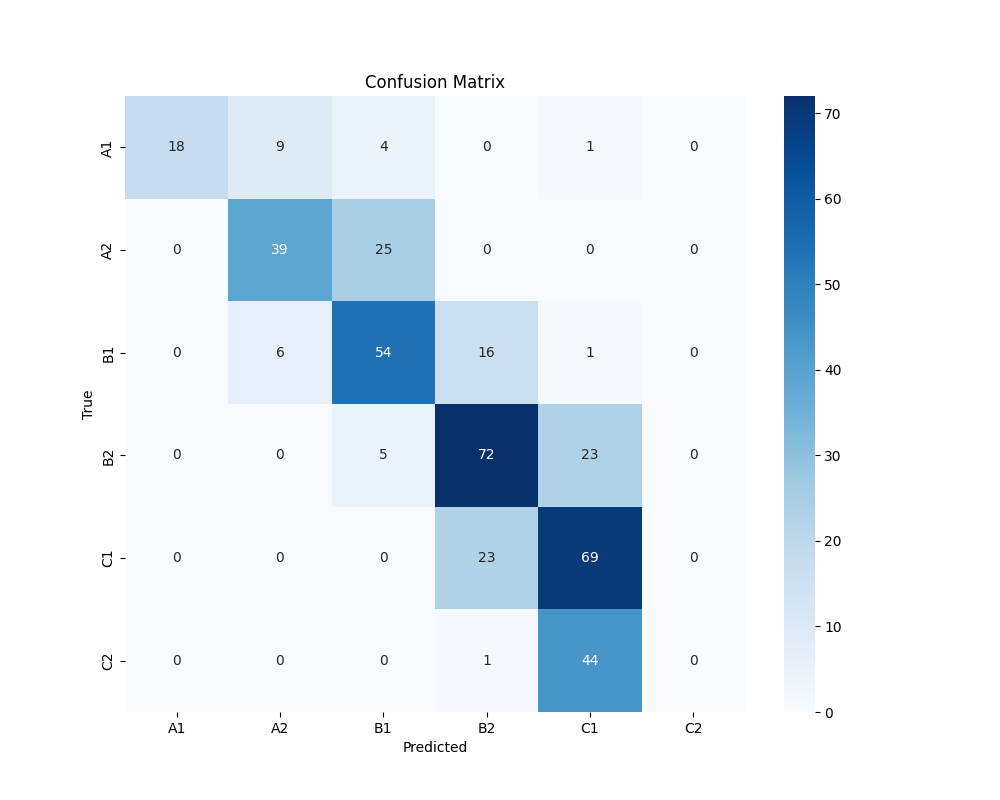 Confusion Matrix
A1 18 9 4 0 1 0
A2 0 39 25 0 0 0
B1 0 6 54 16 1 0
B2 0 0 5 72 23 0
C1 0 0 0 23 69 0
C2 0 0 0 1 44 0
A1 A2 B1 B2 C1 C2
Predicted
True
70
60
50
40
30
20
10
0